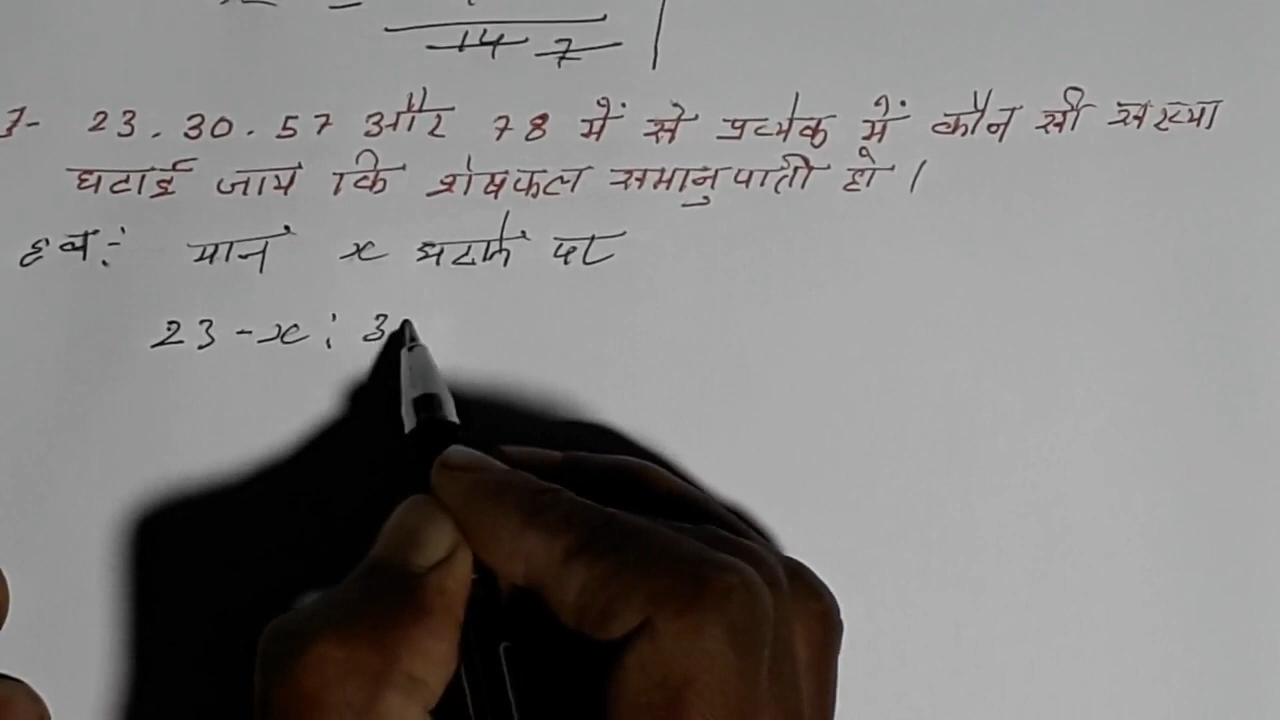 14 7
7- 23. 30. 57 और 78 में से प्रत्येक में कौन सी संख्या
घटाई जाये कि शेषफल समानुपाती हो।
हल:- माना x घटाने पर
23-x : 3